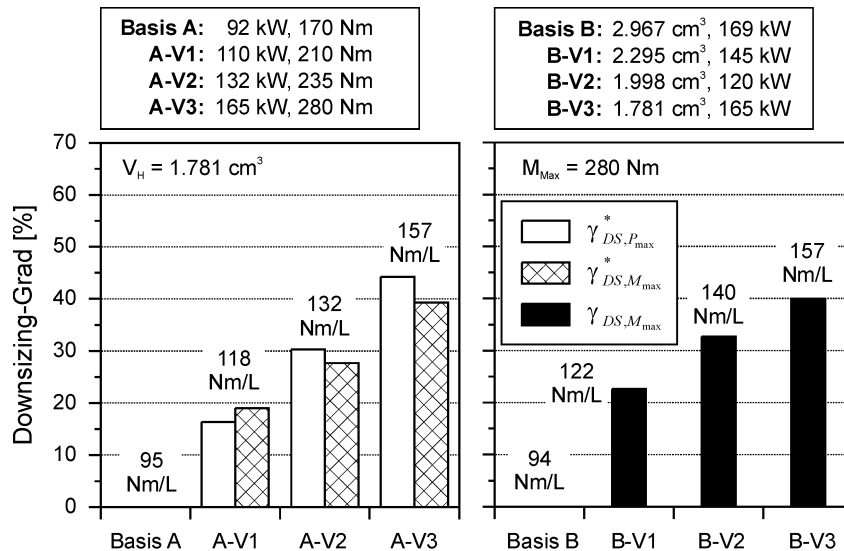 Basis A: 92 kW, 170 Nm
A-V1: 110 kW, 210 Nm
A-V2: 132 kW, 235 Nm
A-V3: 165 kW, 280 Nm
Basis B: 2.967 cm³, 169 kW
B-V1: 2.295 cm³, 145 kW
B-V2: 1.998 cm³, 120 kW
B-V3: 1.781 cm³, 165 kW
Downsizing-Grad [%]
70
60
50
40
30
20
10
0
V_H = 1.781 cm³
95
Nm/L
118
Nm/L
132
Nm/L
157
Nm/L
Basis A
A-V1
A-V2
A-V3
M_Max = 280 Nm
γ*_DS,Pmax
γ*_DS,Mmax
γ_DS,Mmax
94
Nm/L
122
Nm/L
140
Nm/L
157
Nm/L
Basis B
B-V1
B-V2
B-V3